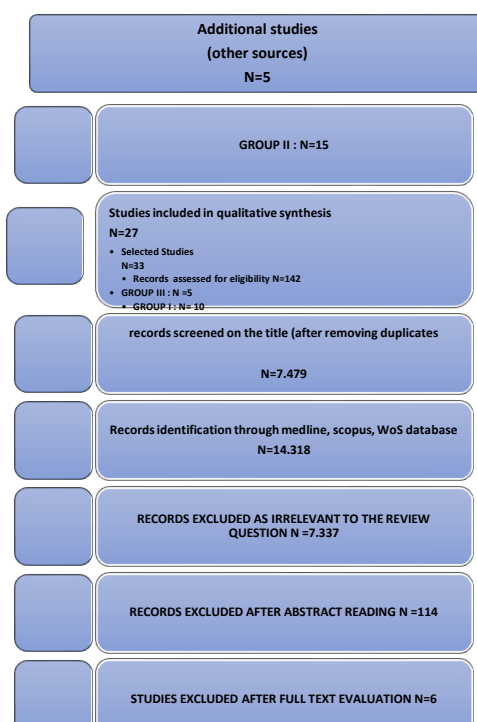 Additional studies
(other sources)
N=5
GROUP II : N=15
Studies included in qualitative synthesis
N=27
• Selected Studies
N=33
• Records assessed for eligibility N=142
• GROUP III : N =5
• GROUP I : N= 10
records screened on the title (after removing duplicates
N=7.479
Records identification through medline, scopus, WoS database
N=14.318
RECORDS EXCLUDED AS IRRELEVANT TO THE REVIEW
QUESTION N =7.337
RECORDS EXCLUDED AFTER ABSTRACT READING N =114
STUDIES EXCLUDED AFTER FULL TEXT EVALUATION N=6